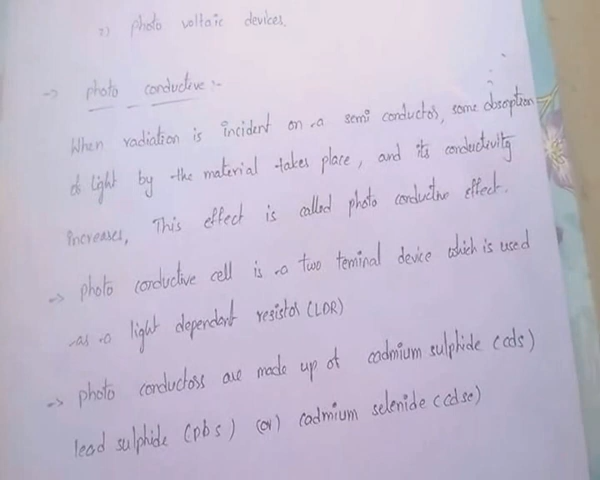 2) photo voltaic devices.
-> photo conductive :-
When radiation is incident on a semi conductor, some absorption
of light by the material takes place, and its conductivity
increases, This effect is called photo conductive effect.
-> photo conductive cell is a two teminal device which is used
as a light dependent resistor (LDR)
-> photo conductors are made up of cadmium sulphide (cds)
lead sulphide (pbs) (or) cadmium selenide (cdse)